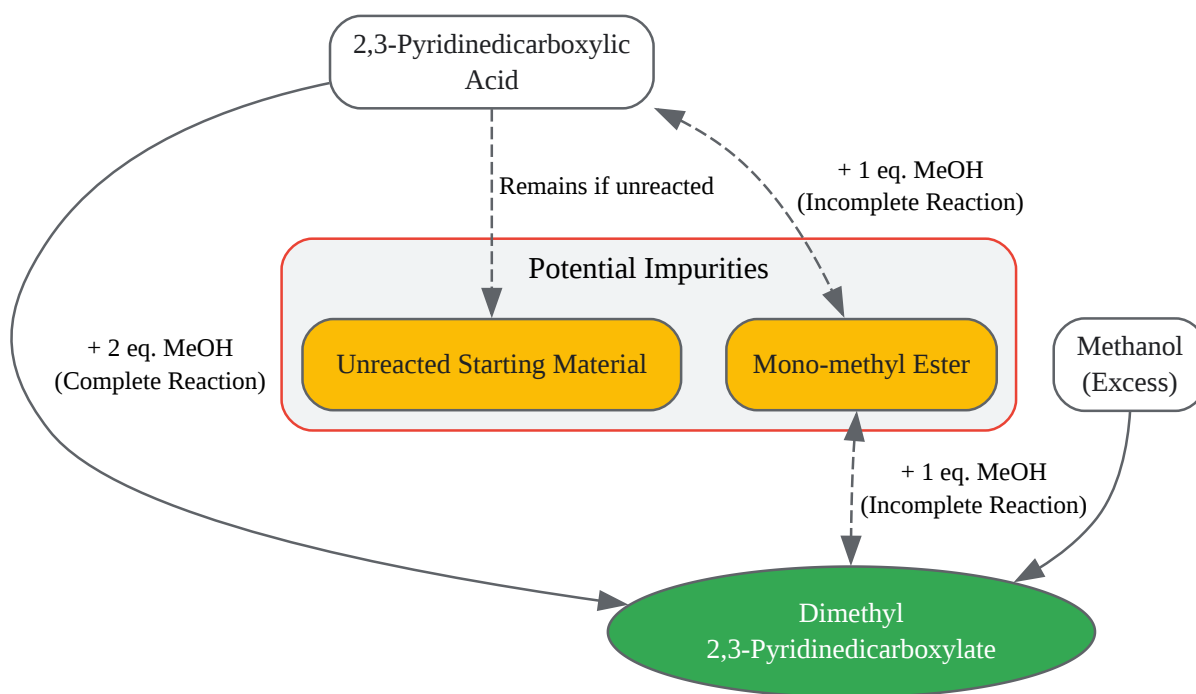 2,3-Pyridinedicarboxylic
Acid
Remains if unreacted
+ 1 eq. MeOH
(Incomplete Reaction)
Potential Impurities
+ 2 eq. MeOH
(Complete Reaction)
Unreacted Starting Material
Mono-methyl Ester
Methanol
(Excess)
+ 1 eq. MeOH
(Incomplete Reaction)
Dimethyl
2,3-Pyridinedicarboxylate